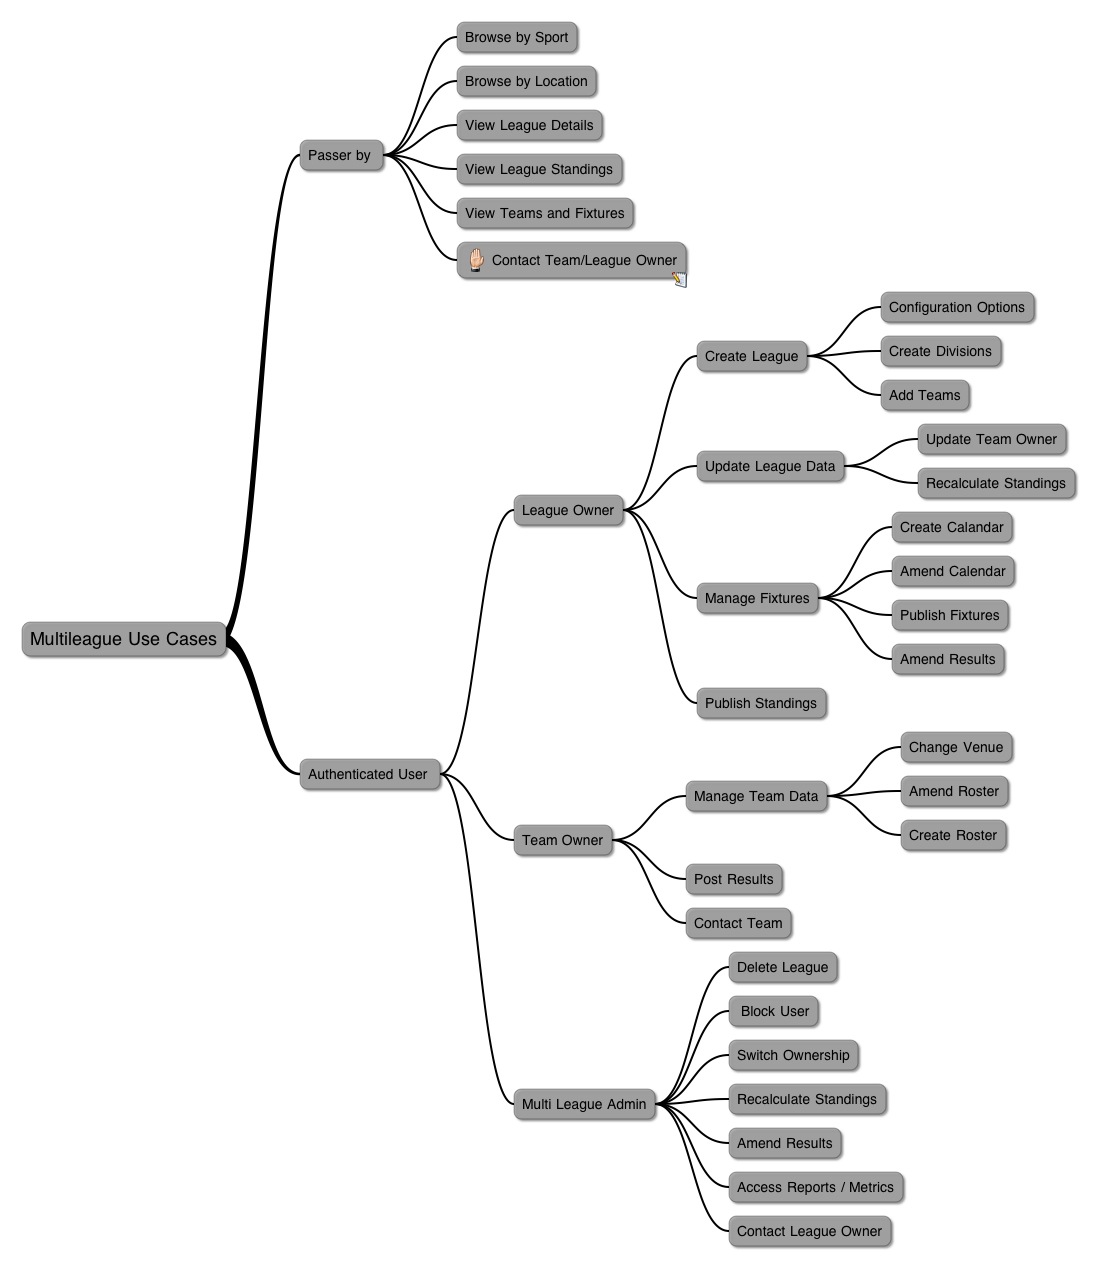 Multileague Use Cases
Passer by
Browse by Sport
Browse by Location
View League Details
View League Standings
View Teams and Fixtures
Contact Team/League Owner
Authenticated User
League Owner
Create League
Configuration Options
Create Divisions
Add Teams
Update League Data
Update Team Owner
Recalculate Standings
Manage Fixtures
Create Calandar
Amend Calendar
Publish Fixtures
Amend Results
Publish Standings
Team Owner
Manage Team Data
Change Venue
Amend Roster
Create Roster
Post Results
Contact Team
Multi League Admin
Delete League
Block User
Switch Ownership
Recalculate Standings
Amend Results
Access Reports / Metrics
Contact League Owner